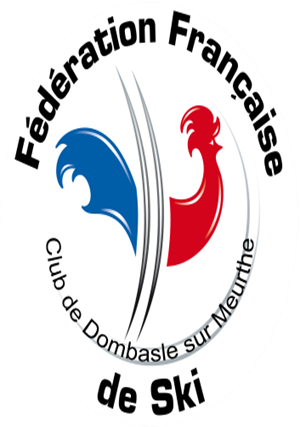 Fédération Française
Club de Dombasle sur Meurthe
de Ski